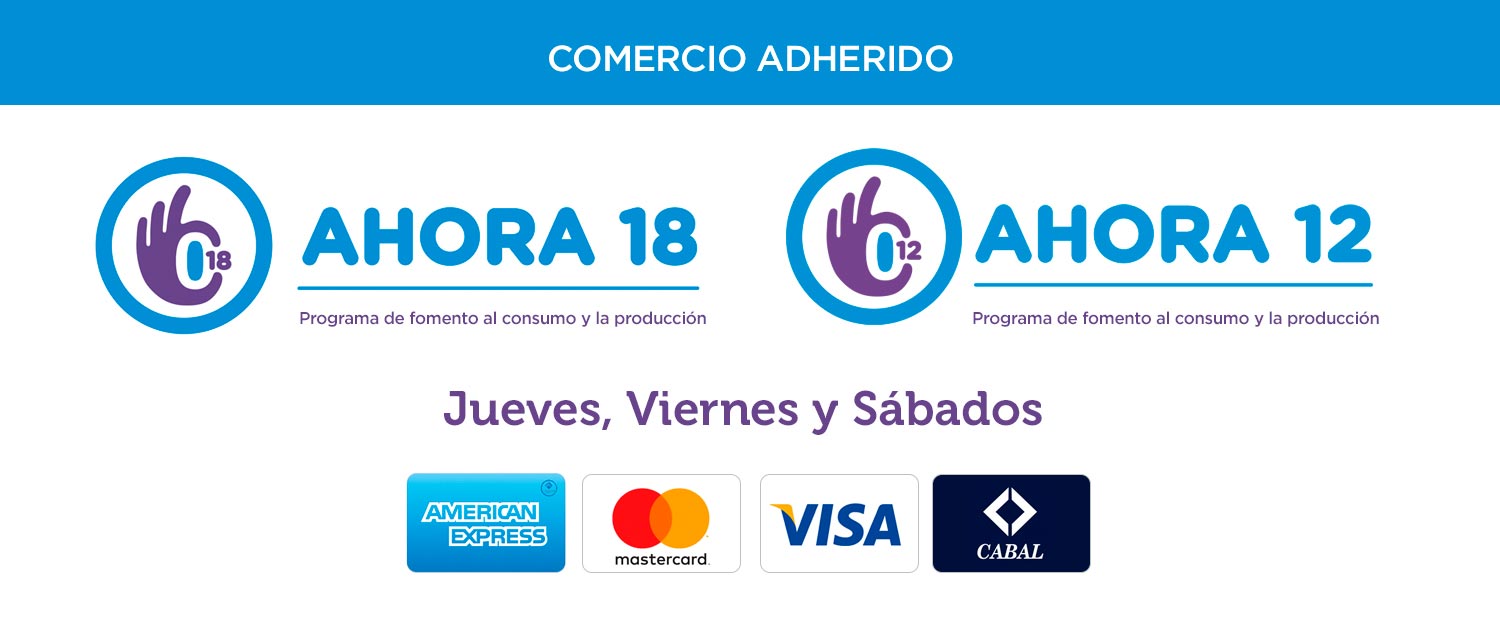 COMERCIO ADHERIDO
18
AHORA 18
Programa de fomento al consumo y la producción
12
AHORA 12
Programa de fomento al consumo y la producción
Jueves, Viernes y Sábados
AMERICAN
EXPRESS
mastercard.
VISA
CABAL